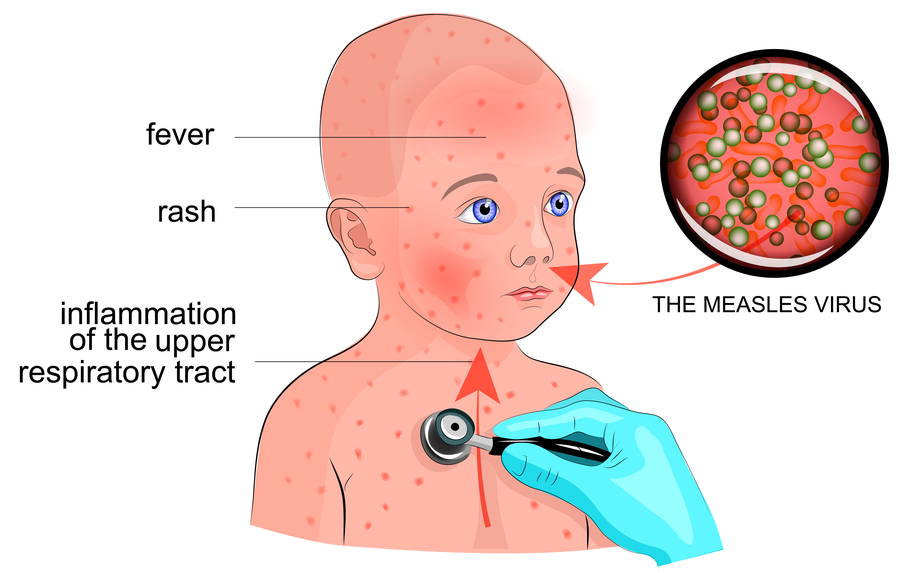 fever
rash
inflammation
of the upper
respiratory tract
THE MEASLES VIRUS